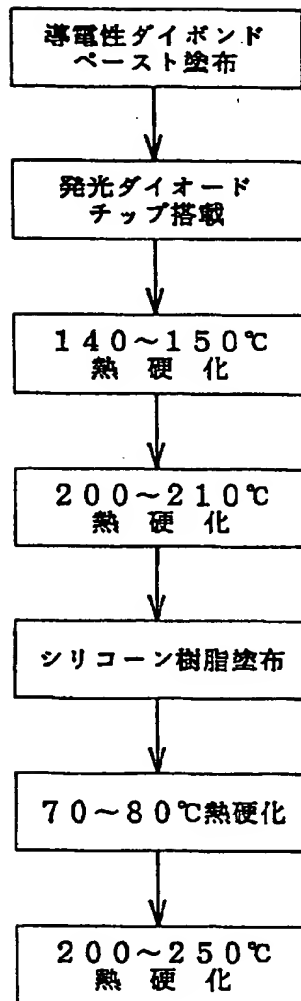 導電性ダイボンド
ペースト塗布
発光ダイオード
チップ搭載
140~150℃
熱硬化
200~210℃
熱硬化
シリコーン樹脂塗布
70~80℃熱硬化
200~250℃
熱硬化